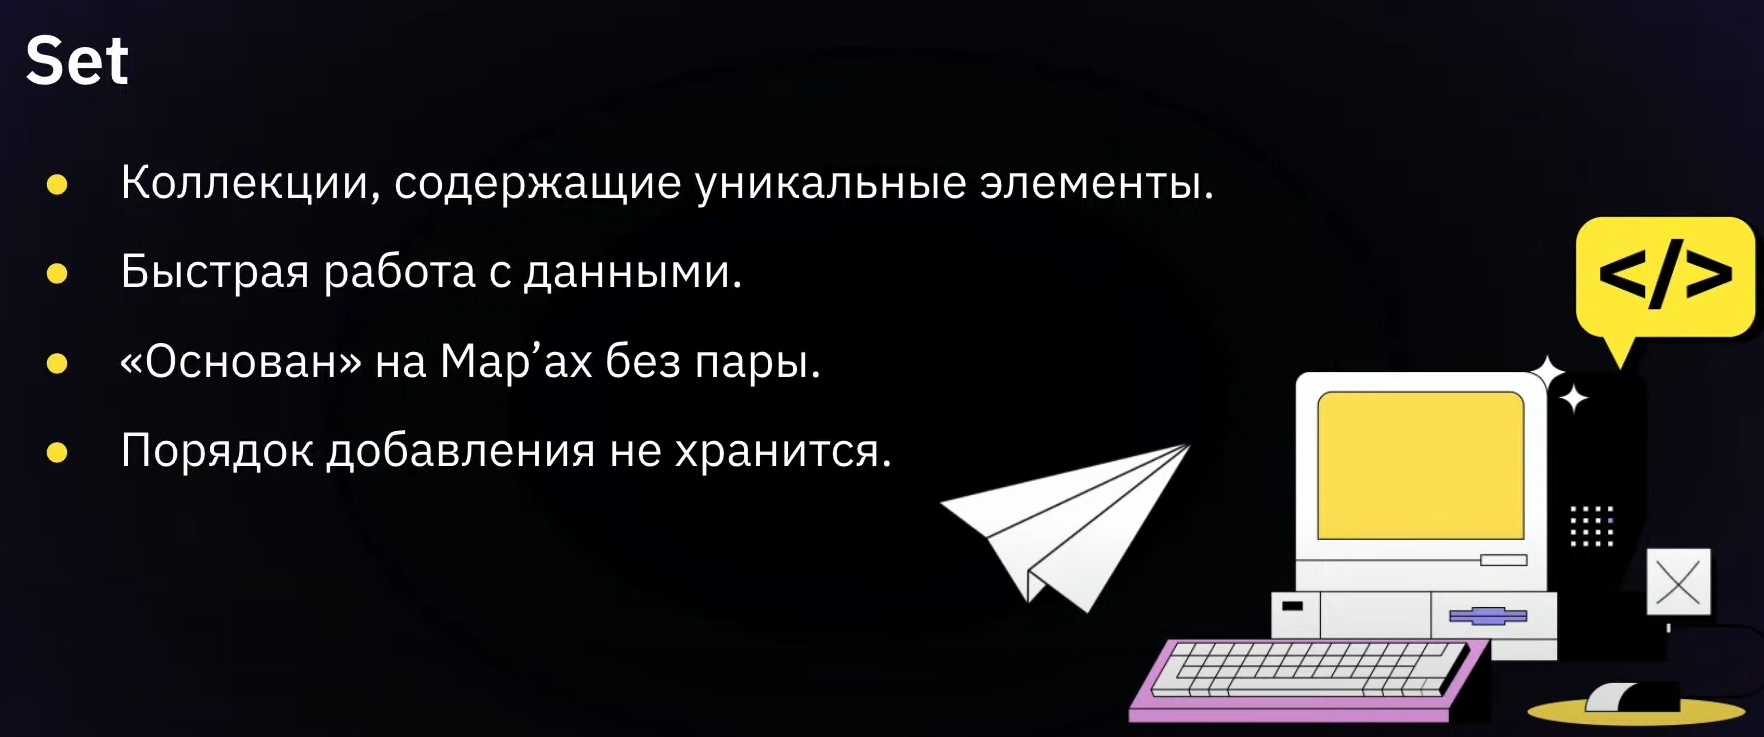 Set
Коллекции, содержащие уникальные элементы.
Быстрая работа с данными.
«Основан» на Map’ах без пары.
Порядок добавления не хранится.
</>